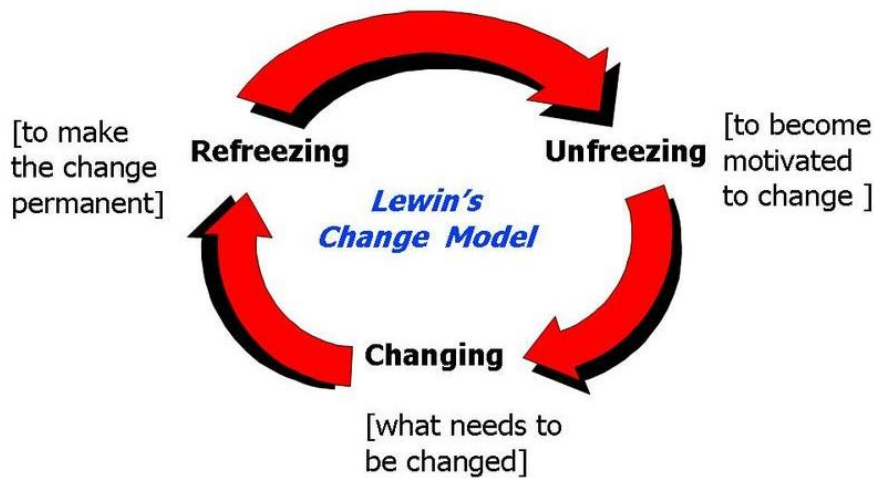 [to make
the change
permanent]
Refreezing
Unfreezing
[to become
motivated
to change ]
Lewin's
Change Model
Changing
[what needs to
be changed]